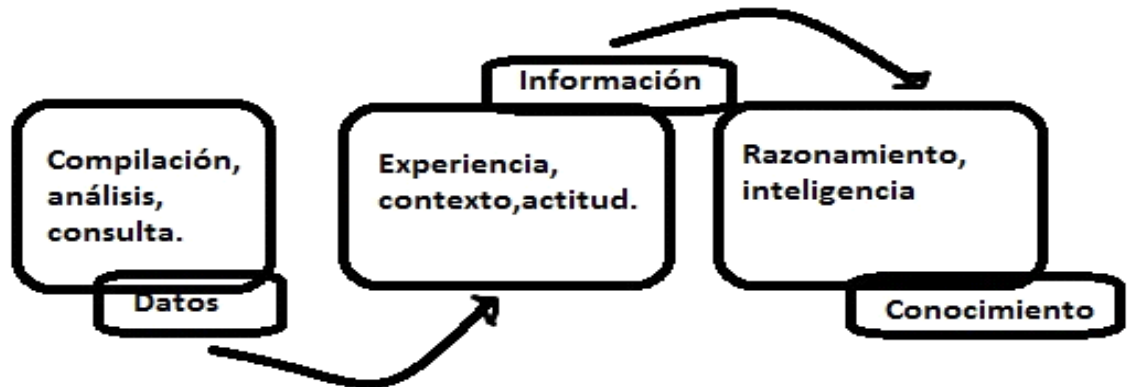 Compilación,
análisis,
consulta.
Datos
Información
Experiencia,
contexto,actitud.
Razonamiento,
inteligencia
Conocimiento